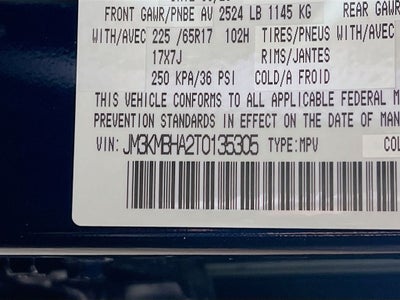 FRONT GAWR/PNBE AV 2524 LB 1145 KG REAR GAWR
WITH/AVEC 225 /65R17 102H TIRES/PNEUS WITH/AVEC
17X7J RIMS/JANTES
250 KPA/36 PSI COLD/A FROID
THIS VEHICLE CONFORMS TO ALL APPLICABLE FEDERAL M
PREVENTION STANDARDS IN EFFECT ON THE DATE OF MAN
VIN: JM3KMBHA2T0135305 TYPE:MPV COL